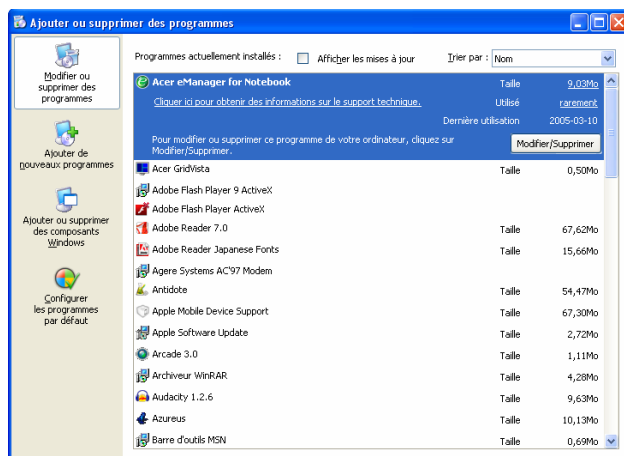 Ajouter ou supprimer des programmes
Modifier ou
supprimer des
programmes
Ajouter de
nouveaux programmes
Ajouter ou supprimer
des composants
Windows
Configurer
les programmes
par défaut
Programmes actuellement installés :
Afficher les mises à jour
Trier par :
Nom
Acer eManager for Notebook Taille 9,03Mo
Cliquer ici pour obtenir des informations sur le support technique. Utilisé rarement
Dernière utilisation 2005-03-10
Pour modifier ou supprimer ce programme de votre ordinateur, cliquez sur
Modifier/Supprimer.
Modifier/Supprimer
Acer GridVista Taille 0,50Mo
Adobe Flash Player 9 ActiveX
Adobe Flash Player ActiveX
Adobe Reader 7.0 Taille 67,62Mo
Adobe Reader Japanese Fonts Taille 15,66Mo
Agere Systems AC'97 Modem
Antidote Taille 54,47Mo
Apple Mobile Device Support Taille 67,30Mo
Apple Software Update Taille 2,72Mo
Arcade 3.0 Taille 1,11Mo
Archiveur WinRAR Taille 4,28Mo
Audacity 1.2.6 Taille 9,63Mo
Azureus Taille 10,13Mo
Barre d'outils MSN Taille 0,69Mo